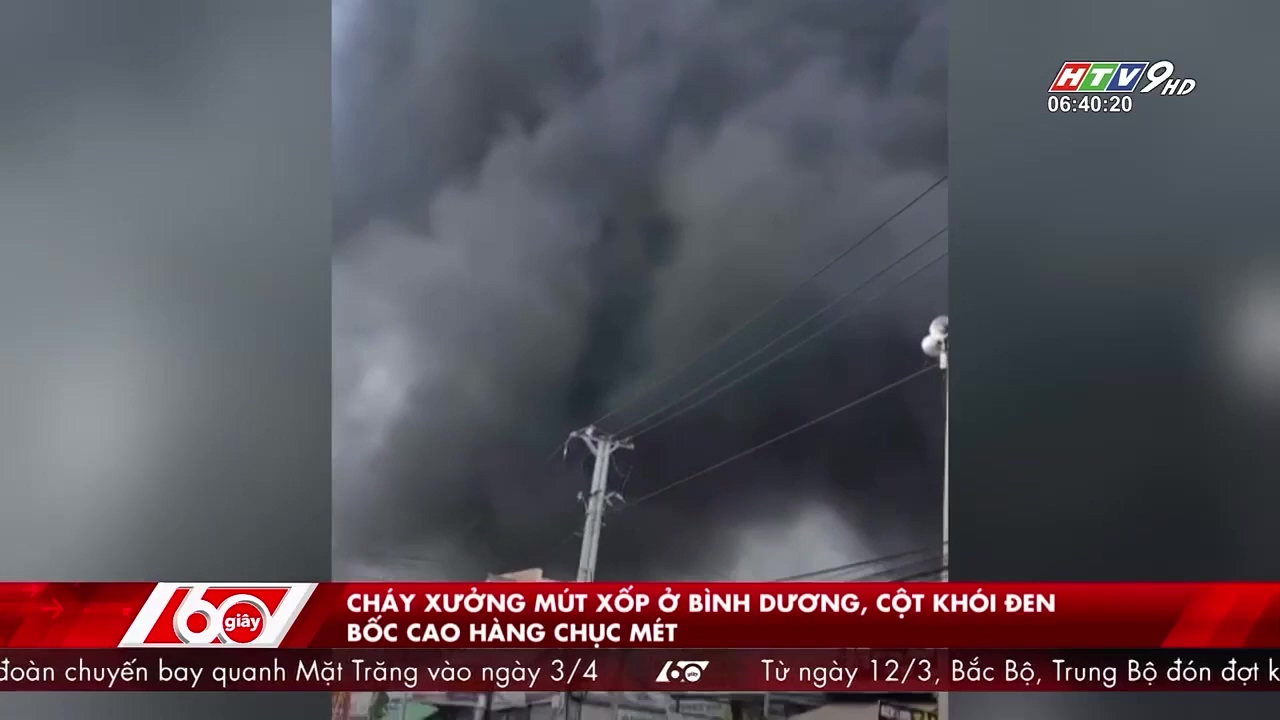 HTV9HD
06:40:20
60 giây
CHÁY XƯỞNG MÚT XỐP Ở BÌNH DƯƠNG, CỘT KHÓI ĐEN
BỐC CAO HÀNG CHỤC MÉT
đoàn chuyến bay quanh Mặt Trăng vào ngày 3/4 60 giây Từ ngày 12/3, Bắc Bộ, Trung Bộ đón đợt k